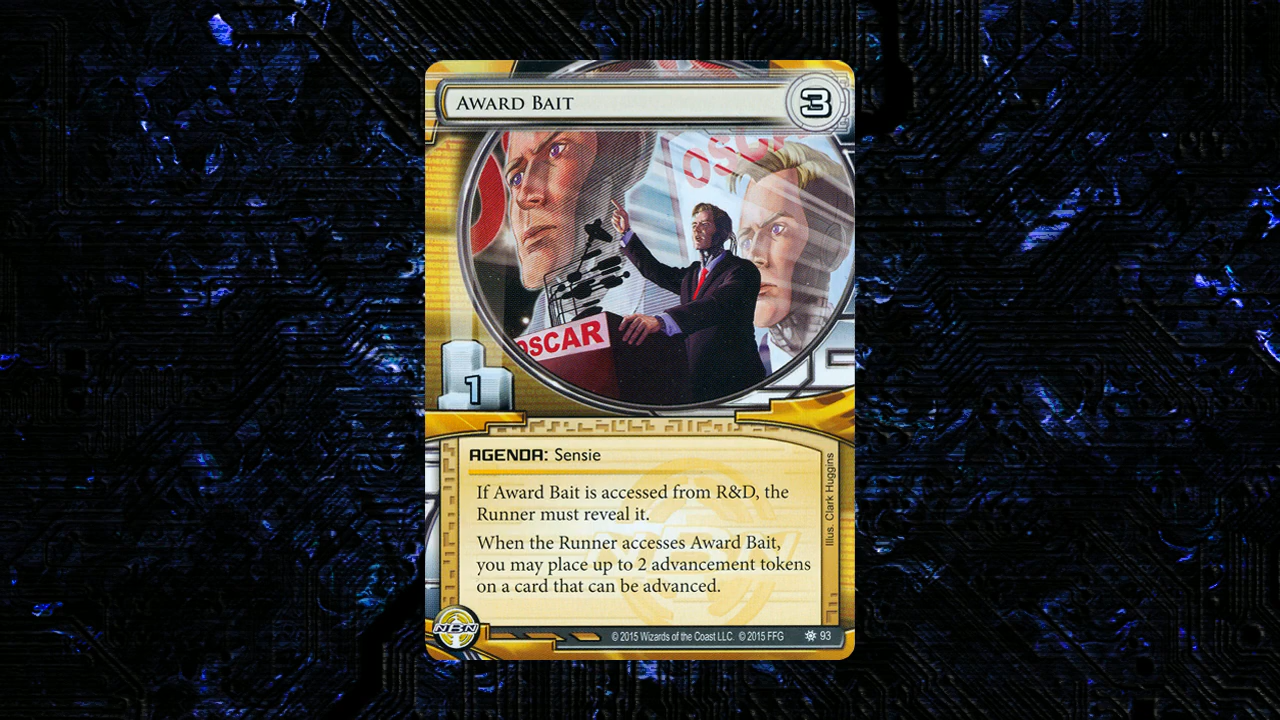 AWARD BAIT
3
OSCAR
OSCAR
1
AGENDA: Sensie
If Award Bait is accessed from R&D, the
Runner must reveal it.
When the Runner accesses Award Bait,
you may place up to 2 advancement tokens
on a card that can be advanced.
Illus. Clark Huggins
NBN
© 2015 Wizards of the Coast LLC. © 2015 FFG
93